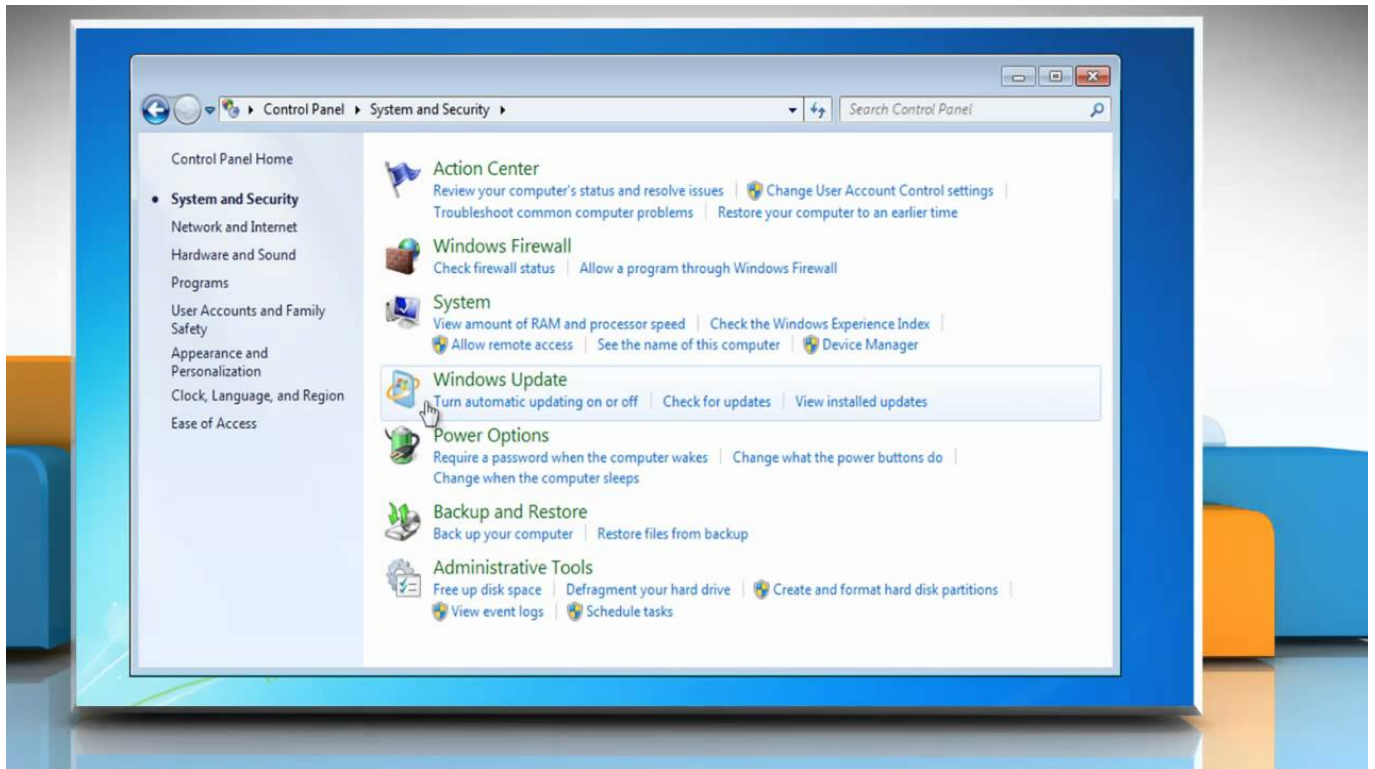 Control Panel System and Security Search Control Panel
Control Panel Home
System and Security
Network and Internet
Hardware and Sound
Programs
User Accounts and Family
Safety
Appearance and
Personalization
Clock, Language, and Region
Ease of Access
Action Center
Review your computer's status and resolve issues Change User Account Control settings
Troubleshoot common computer problems Restore your computer to an earlier time
Windows Firewall
Check firewall status Allow a program through Windows Firewall
System
View amount of RAM and processor speed Check the Windows Experience Index
Allow remote access See the name of this computer Device Manager
Windows Update
Turn automatic updating on or off Check for updates View installed updates
Power Options
Require a password when the computer wakes Change what the power buttons do
Change when the computer sleeps
Backup and Restore
Back up your computer Restore files from backup
Administrative Tools
Free up disk space Defragment your hard drive Create and format hard disk partitions
View event logs Schedule tasks